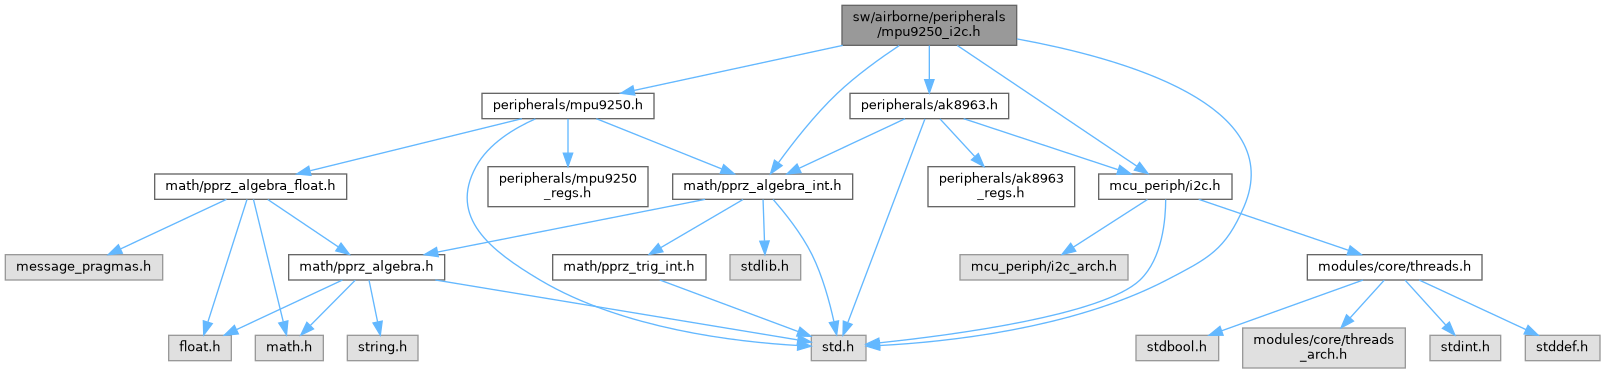 sw/airborne/peripherals
/mpu9250_i2c.h
peripherals/mpu9250.h
peripherals/ak8963.h
math/pprz_algebra_float.h
peripherals/mpu9250
_regs.h
math/pprz_algebra_int.h
peripherals/ak8963
_regs.h
mcu_periph/i2c.h
message_pragmas.h
math/pprz_algebra.h
math/pprz_trig_int.h
stdlib.h
mcu_periph/i2c_arch.h
modules/core/threads.h
float.h
math.h
string.h
std.h
stdbool.h
modules/core/threads
_arch.h
stdint.h
stddef.h